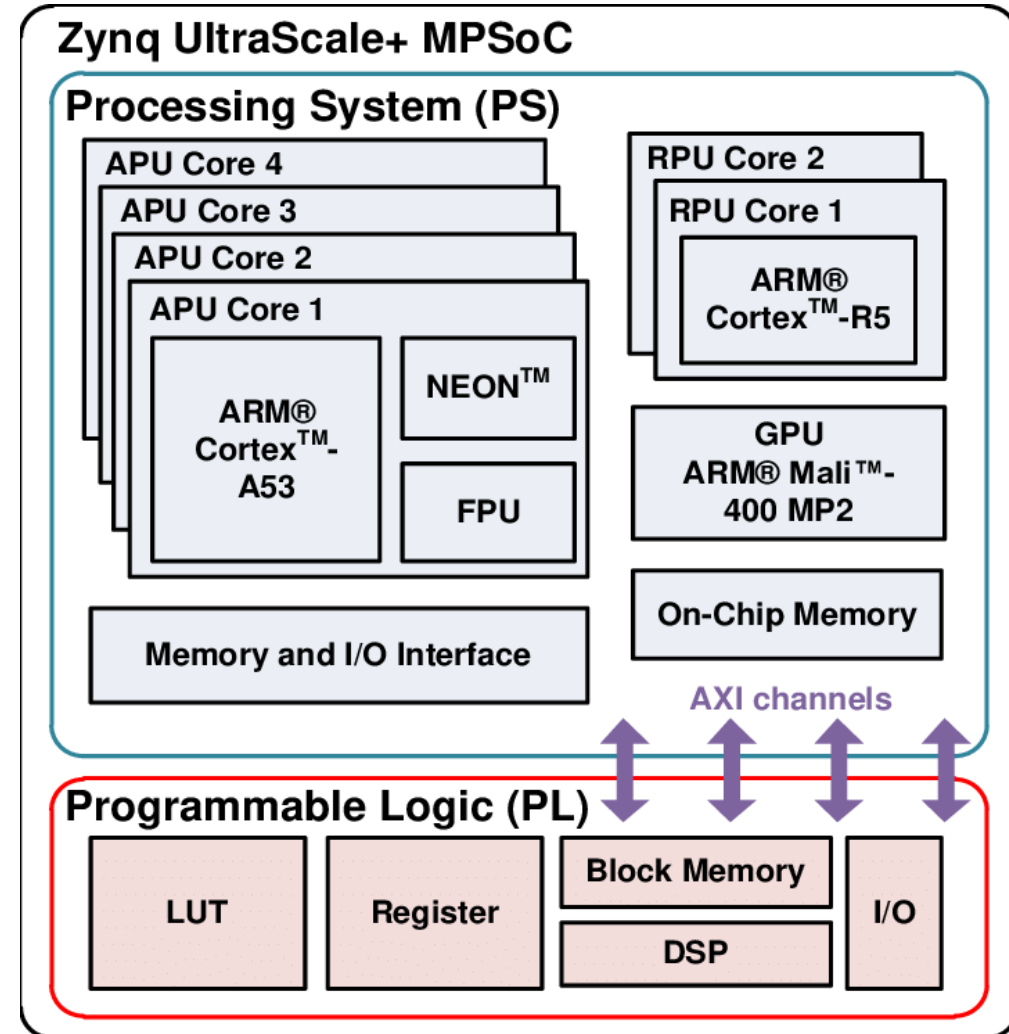 Zynq UltraScale+ MPSoC
Processing System (PS)
APU Core 4
APU Core 3
APU Core 2
APU Core 1
ARM®
Cortex™-
A53
NEON™
FPU
Memory and I/O Interface
RPU Core 2
RPU Core 1
ARM®
Cortex™-R5
GPU
ARM® Mali™-
400 MP2
On-Chip Memory
AXI channels
Programmable Logic (PL)
LUT
Register
Block Memory
DSP
I/O